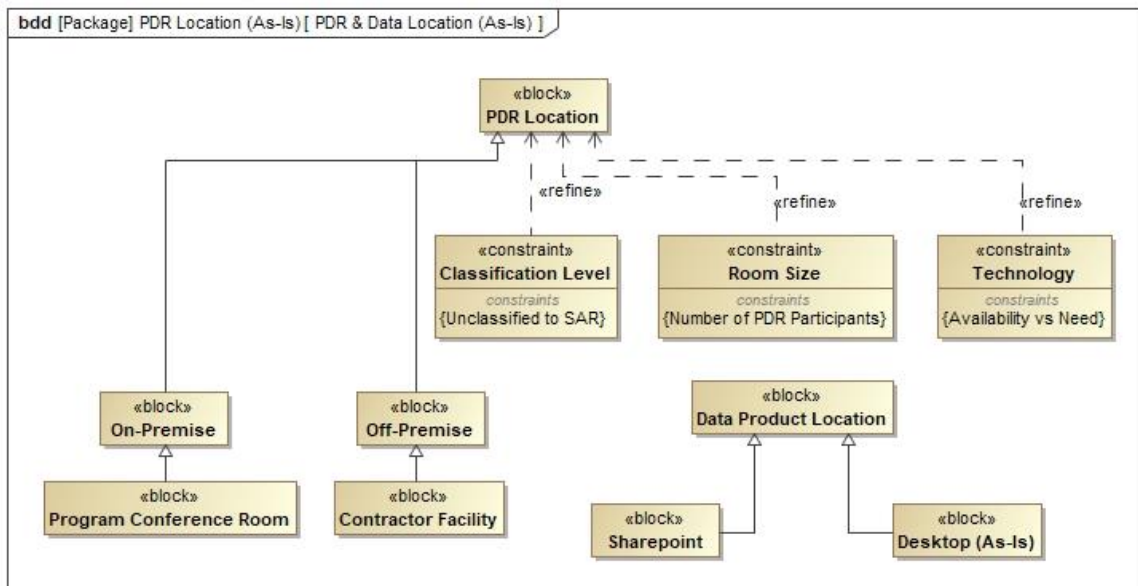 bdd [Package] PDR Location (As-Is) [ PDR & Data Location (As-Is) ]
«block»
PDR Location
«refine»
«refine»
«refine»
«constraint»
Classification Level
constraints
{Unclassified to SAR}
«constraint»
Room Size
constraints
{Number of PDR Participants}
«constraint»
Technology
constraints
{Availability vs Need}
«block»
On-Premise
«block»
Off-Premise
«block»
Data Product Location
«block»
Program Conference Room
«block»
Contractor Facility
«block»
Sharepoint
«block»
Desktop (As-Is)